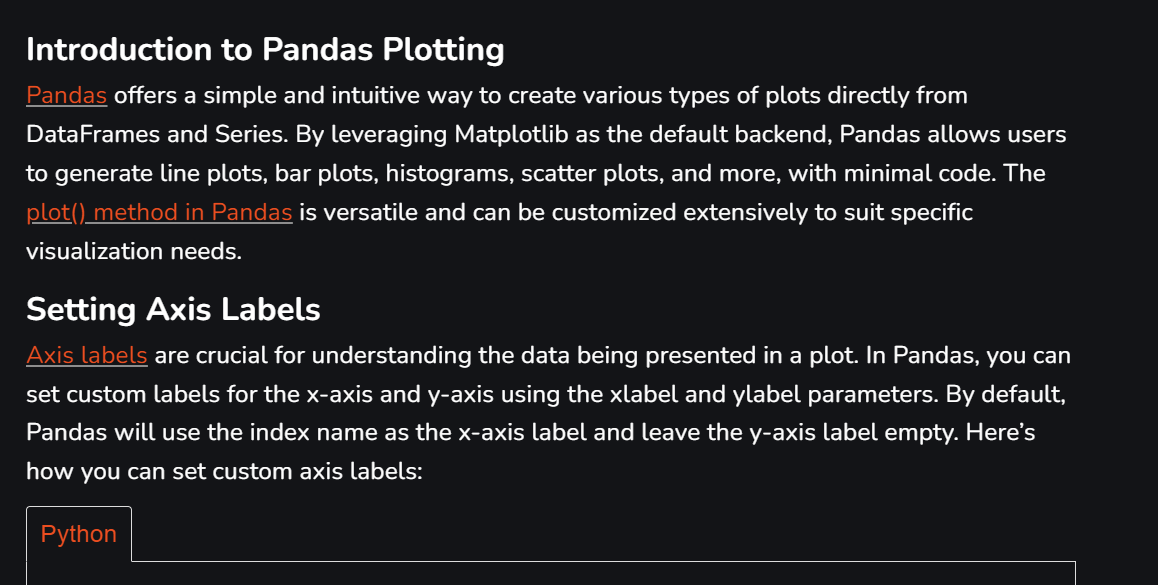 Introduction to Pandas Plotting
Pandas offers a simple and intuitive way to create various types of plots directly from
DataFrames and Series. By leveraging Matplotlib as the default backend, Pandas allows users
to generate line plots, bar plots, histograms, scatter plots, and more, with minimal code. The
plot() method in Pandas is versatile and can be customized extensively to suit specific
visualization needs.
Setting Axis Labels
Axis labels are crucial for understanding the data being presented in a plot. In Pandas, you can
set custom labels for the x-axis and y-axis using the xlabel and ylabel parameters. By default,
Pandas will use the index name as the x-axis label and leave the y-axis label empty. Here’s
how you can set custom axis labels:
Python